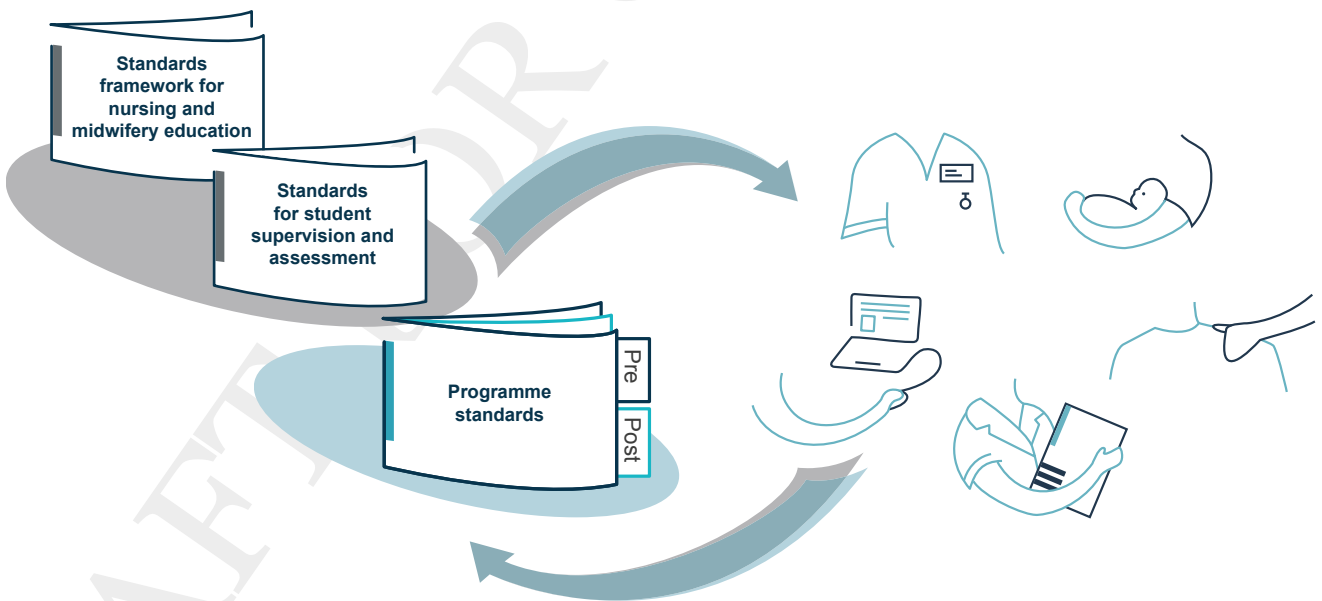 Standards
framework for
nursing and
midwifery education
Standards
for student
supervision and
assessment
Programme
standards
Pre
Post